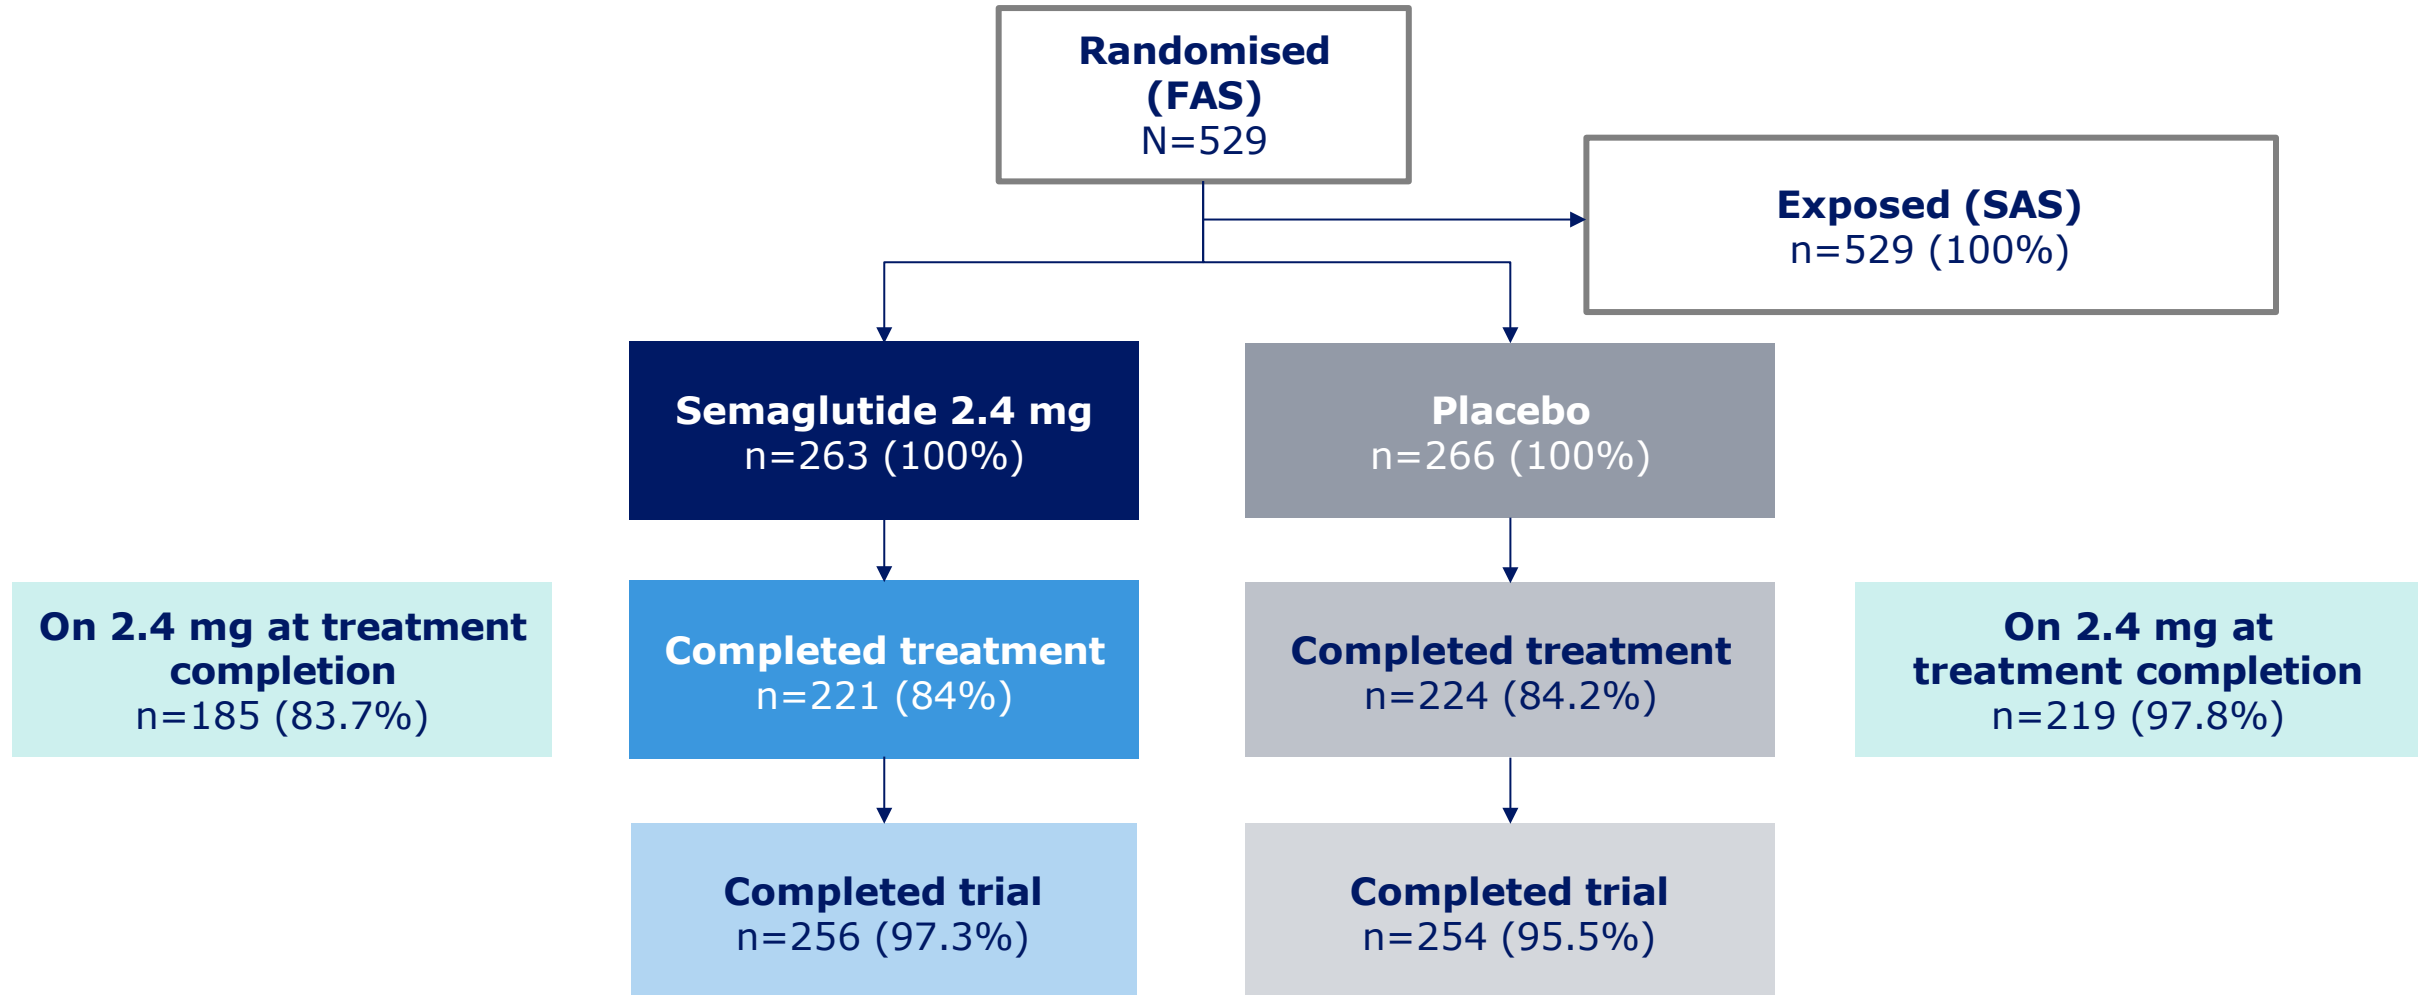 Randomised
(FAS)
N=529
Exposed (SAS)
n=529 (100%)
Semaglutide 2.4 mg
n=263 (100%)
Placebo
n=266 (100%)
On 2.4 mg at treatment
completion
n=185 (83.7%)
Completed treatment
n=221 (84%)
Completed treatment
n=224 (84.2%)
On 2.4 mg at
treatment completion
n=219 (97.8%)
Completed trial
n=256 (97.3%)
Completed trial
n=254 (95.5%)